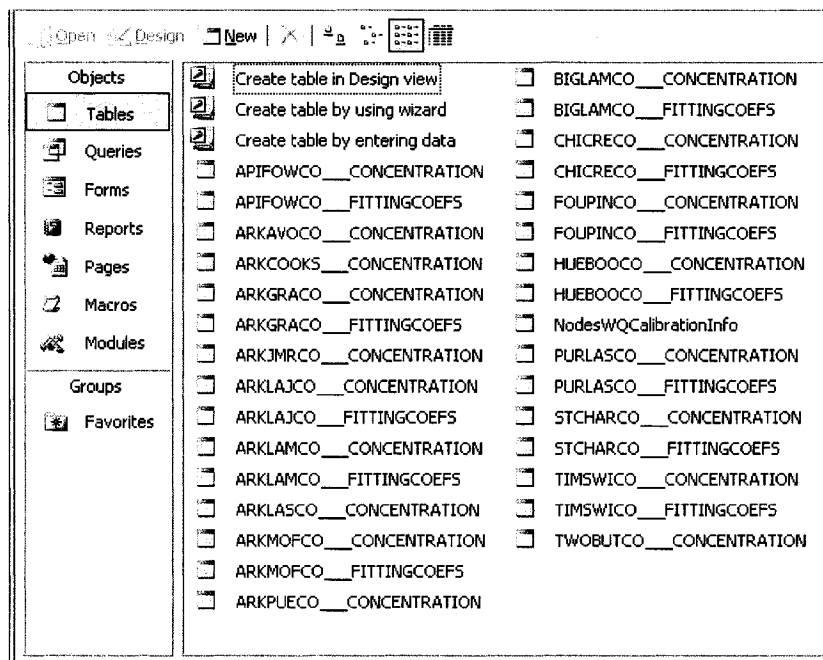 Open Design New
Objects
Tables
Queries
Forms
Reports
Pages
Macros
Modules
Groups
Favorites
Create table in Design view
Create table by using wizard
Create table by entering data
APIFOWCO___CONCENTRATION
APIFOWCO___FITTINGCOEFS
ARKAVOCO___CONCENTRATION
ARKCOOKS___CONCENTRATION
ARKGRACO___CONCENTRATION
ARKGRACO___FITTINGCOEFS
ARKJMRCO___CONCENTRATION
ARKLAJCO___CONCENTRATION
ARKLAJCO___FITTINGCOEFS
ARKLAMCO___CONCENTRATION
ARKLAMCO___FITTINGCOEFS
ARKLASCO___CONCENTRATION
ARKMOFCO___CONCENTRATION
ARKMOFCO___FITTINGCOEFS
ARKPUECO___CONCENTRATION
BIGLAMCO___CONCENTRATION
BIGLAMCO___FITTINGCOEFS
CHICRECO___CONCENTRATION
CHICRECO___FITTINGCOEFS
FOUPINCO___CONCENTRATION
FOUPINCO___FITTINGCOEFS
HUEBOOCO___CONCENTRATION
HUEBOOCO___FITTINGCOEFS
NodesWQCalibrationInfo
PURLASCO___CONCENTRATION
PURLASCO___FITTINGCOEFS
STCHARCO___CONCENTRATION
STCHARCO___FITTINGCOEFS
TIMSWICO___CONCENTRATION
TIMSWICO___FITTINGCOEFS
TWOBUTCO___CONCENTRATION